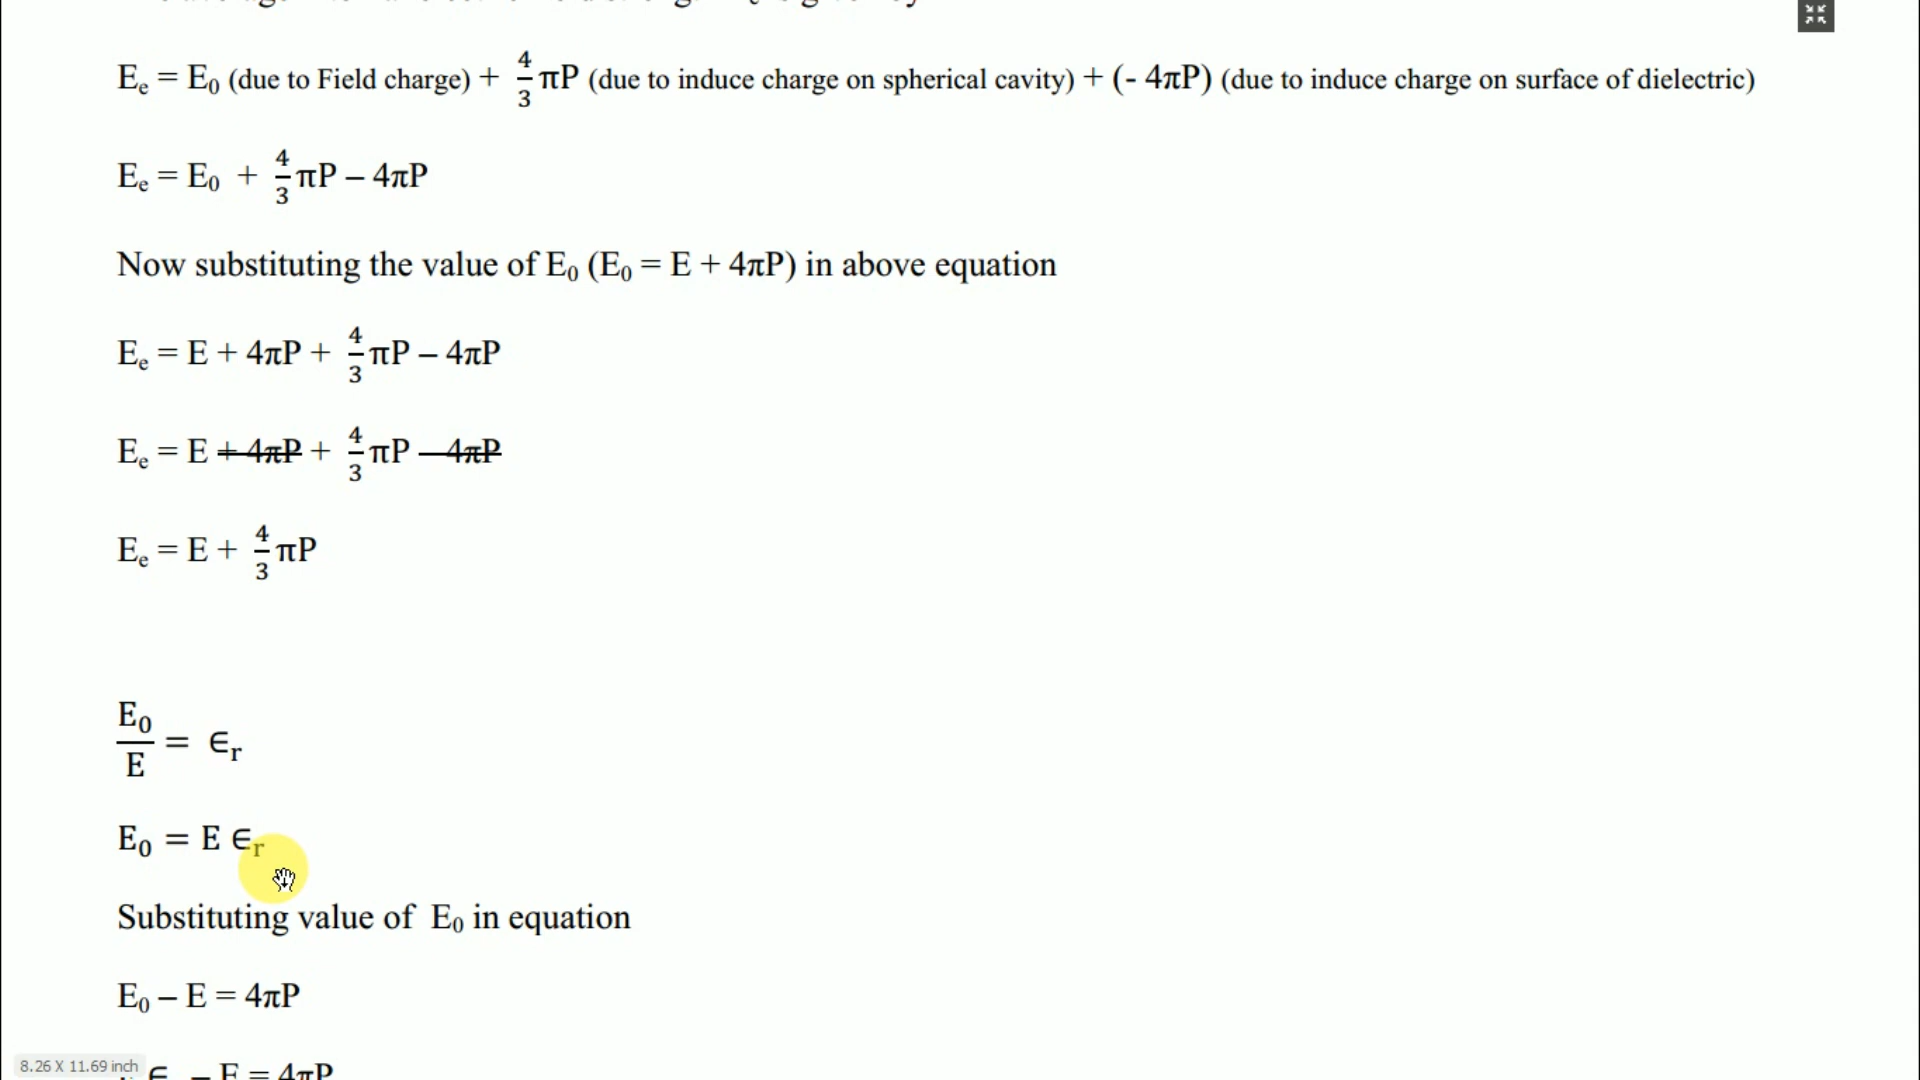 Eₑ = E₀ (due to Field charge) + 4/3 πP (due to induce charge on spherical cavity) + (- 4πP) (due to induce charge on surface of dielectric)
Eₑ = E₀ + 4/3 πP – 4πP
Now substituting the value of E₀ (E₀ = E + 4πP) in above equation
Eₑ = E + 4πP + 4/3 πP – 4πP
Eₑ = E + 4πP + 4/3 πP – 4πP
Eₑ = E + 4/3 πP
E₀/E = ∈ᵣ
E₀ = E ∈ᵣ
Substituting value of E₀ in equation
E₀ – E = 4πP
∈ – E = 4πP
8.26 X 11.69 inch